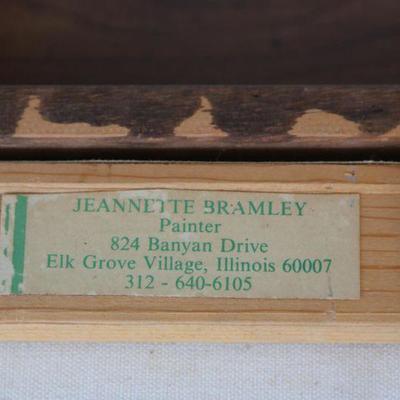 JEANNETTE BRAMLEY
Painter
824 Banyan Drive
Elk Grove Village, Illinois 60007
312 - 640-6105